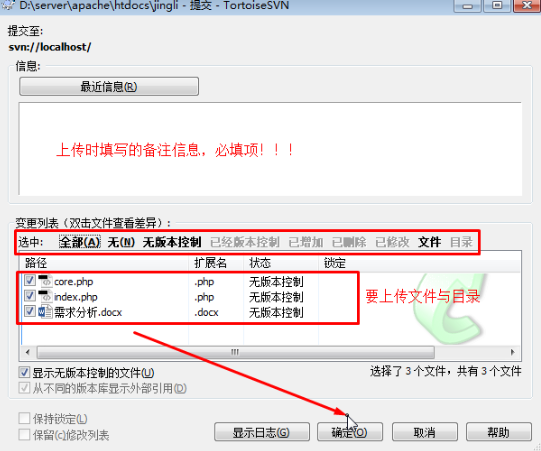 D:\server\apache\htdocs\jingli - 提交 - TortoiseSVN
提交至:
svn://localhost/
信息:
最近信息(R)
上传时填写的备注信息，必填项！！！
变更列表（双击文件查看差异）:
选中: 全部(A) 无(N) 无版本控制 已经版本控制 已增加 已删除 已修改 文件 目录
路径 扩展名 状态 锁定
core.php .php 无版本控制
index.php .php 无版本控制
需求分析.docx .docx 无版本控制
要上传文件与目录
显示无版本控制的文件(U) 选择了 3 个文件，共有 3 个文件
从不同的版本库显示外部引用(D)
保持锁定(L)
保留(c)修改列表
显示日志(G) 确定(O) 取消 帮助